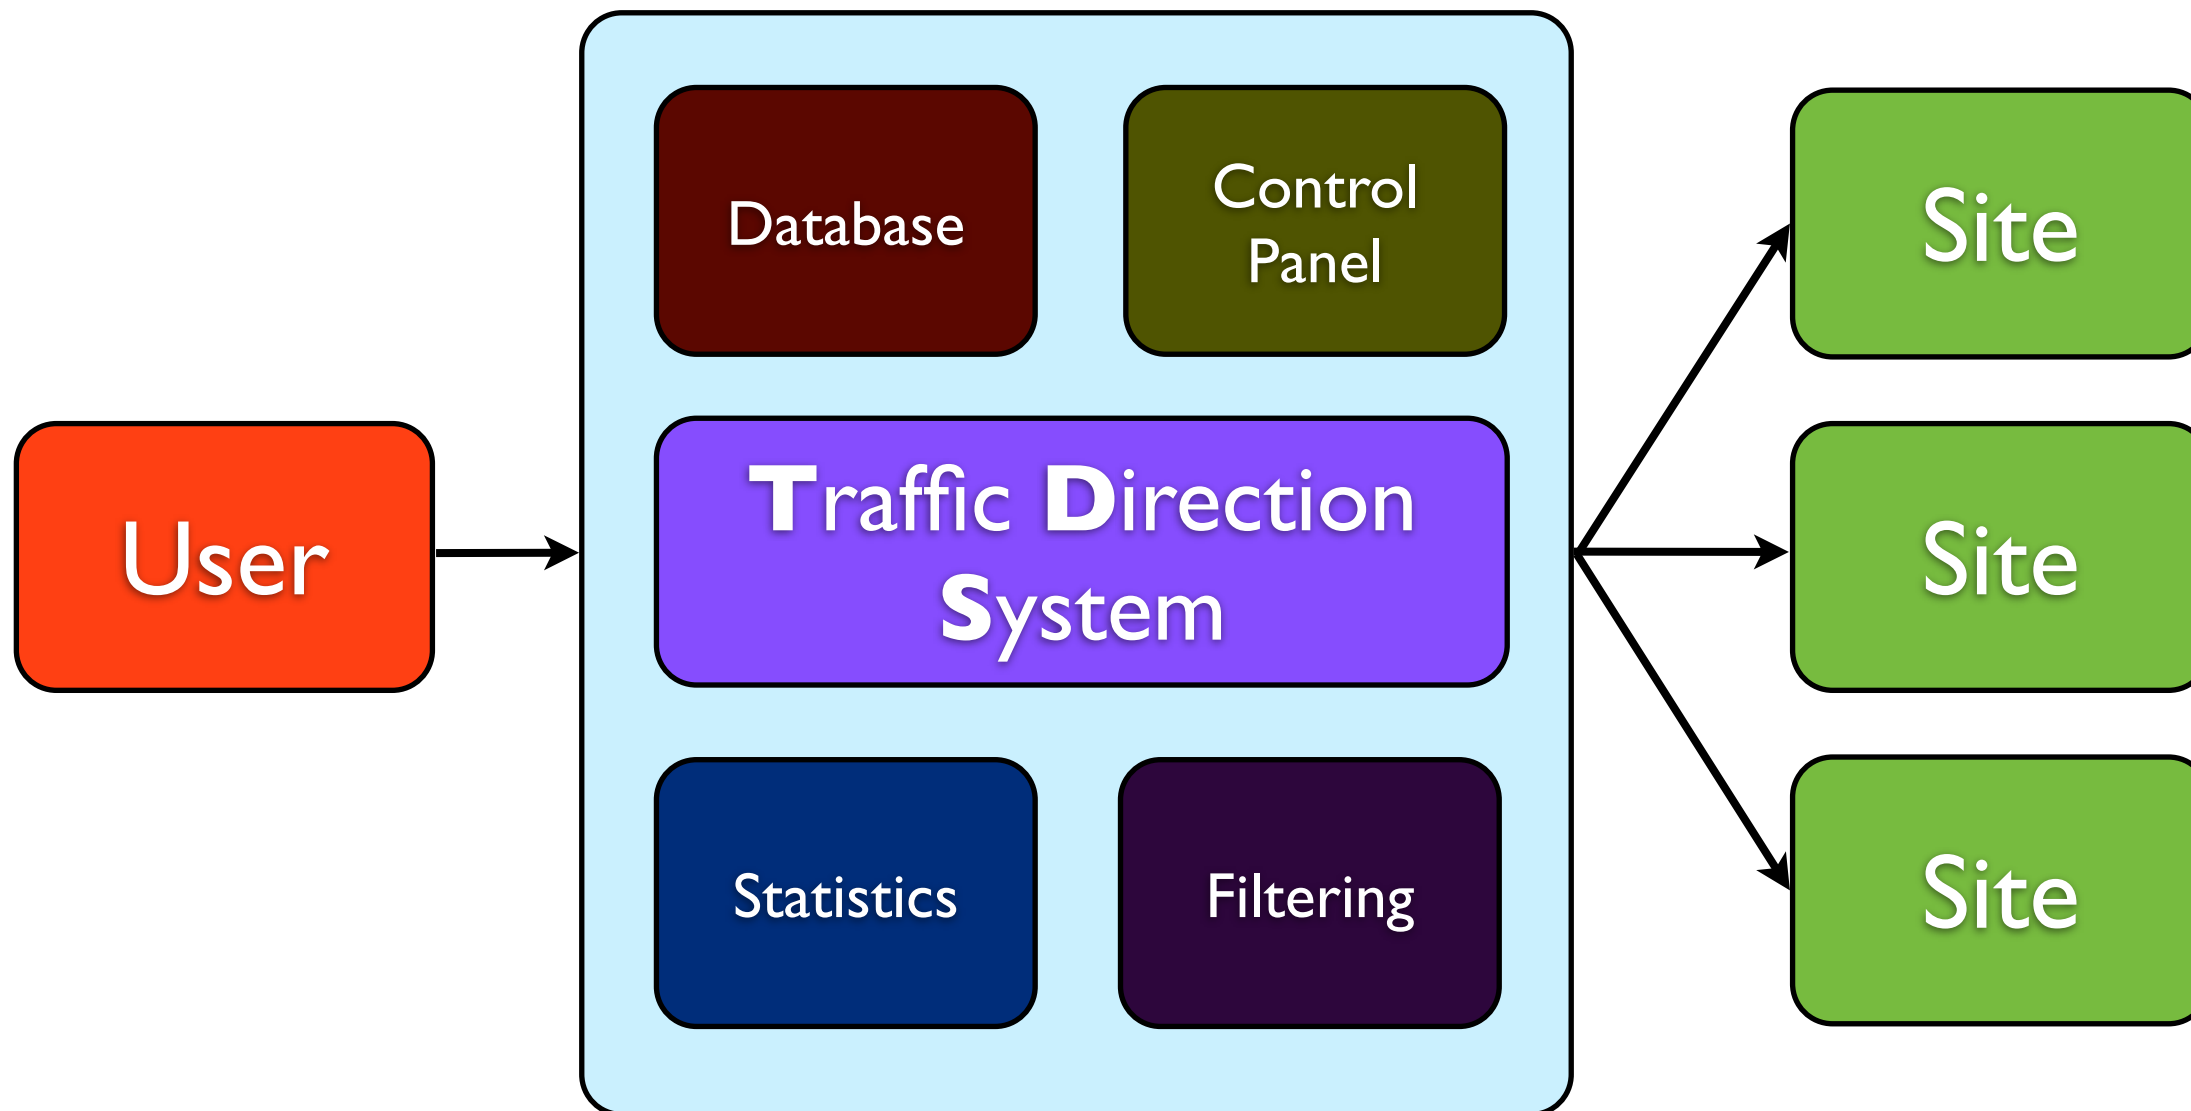 User
Database
Control
Panel
Traffic Direction
System
Statistics
Filtering
Site
Site
Site